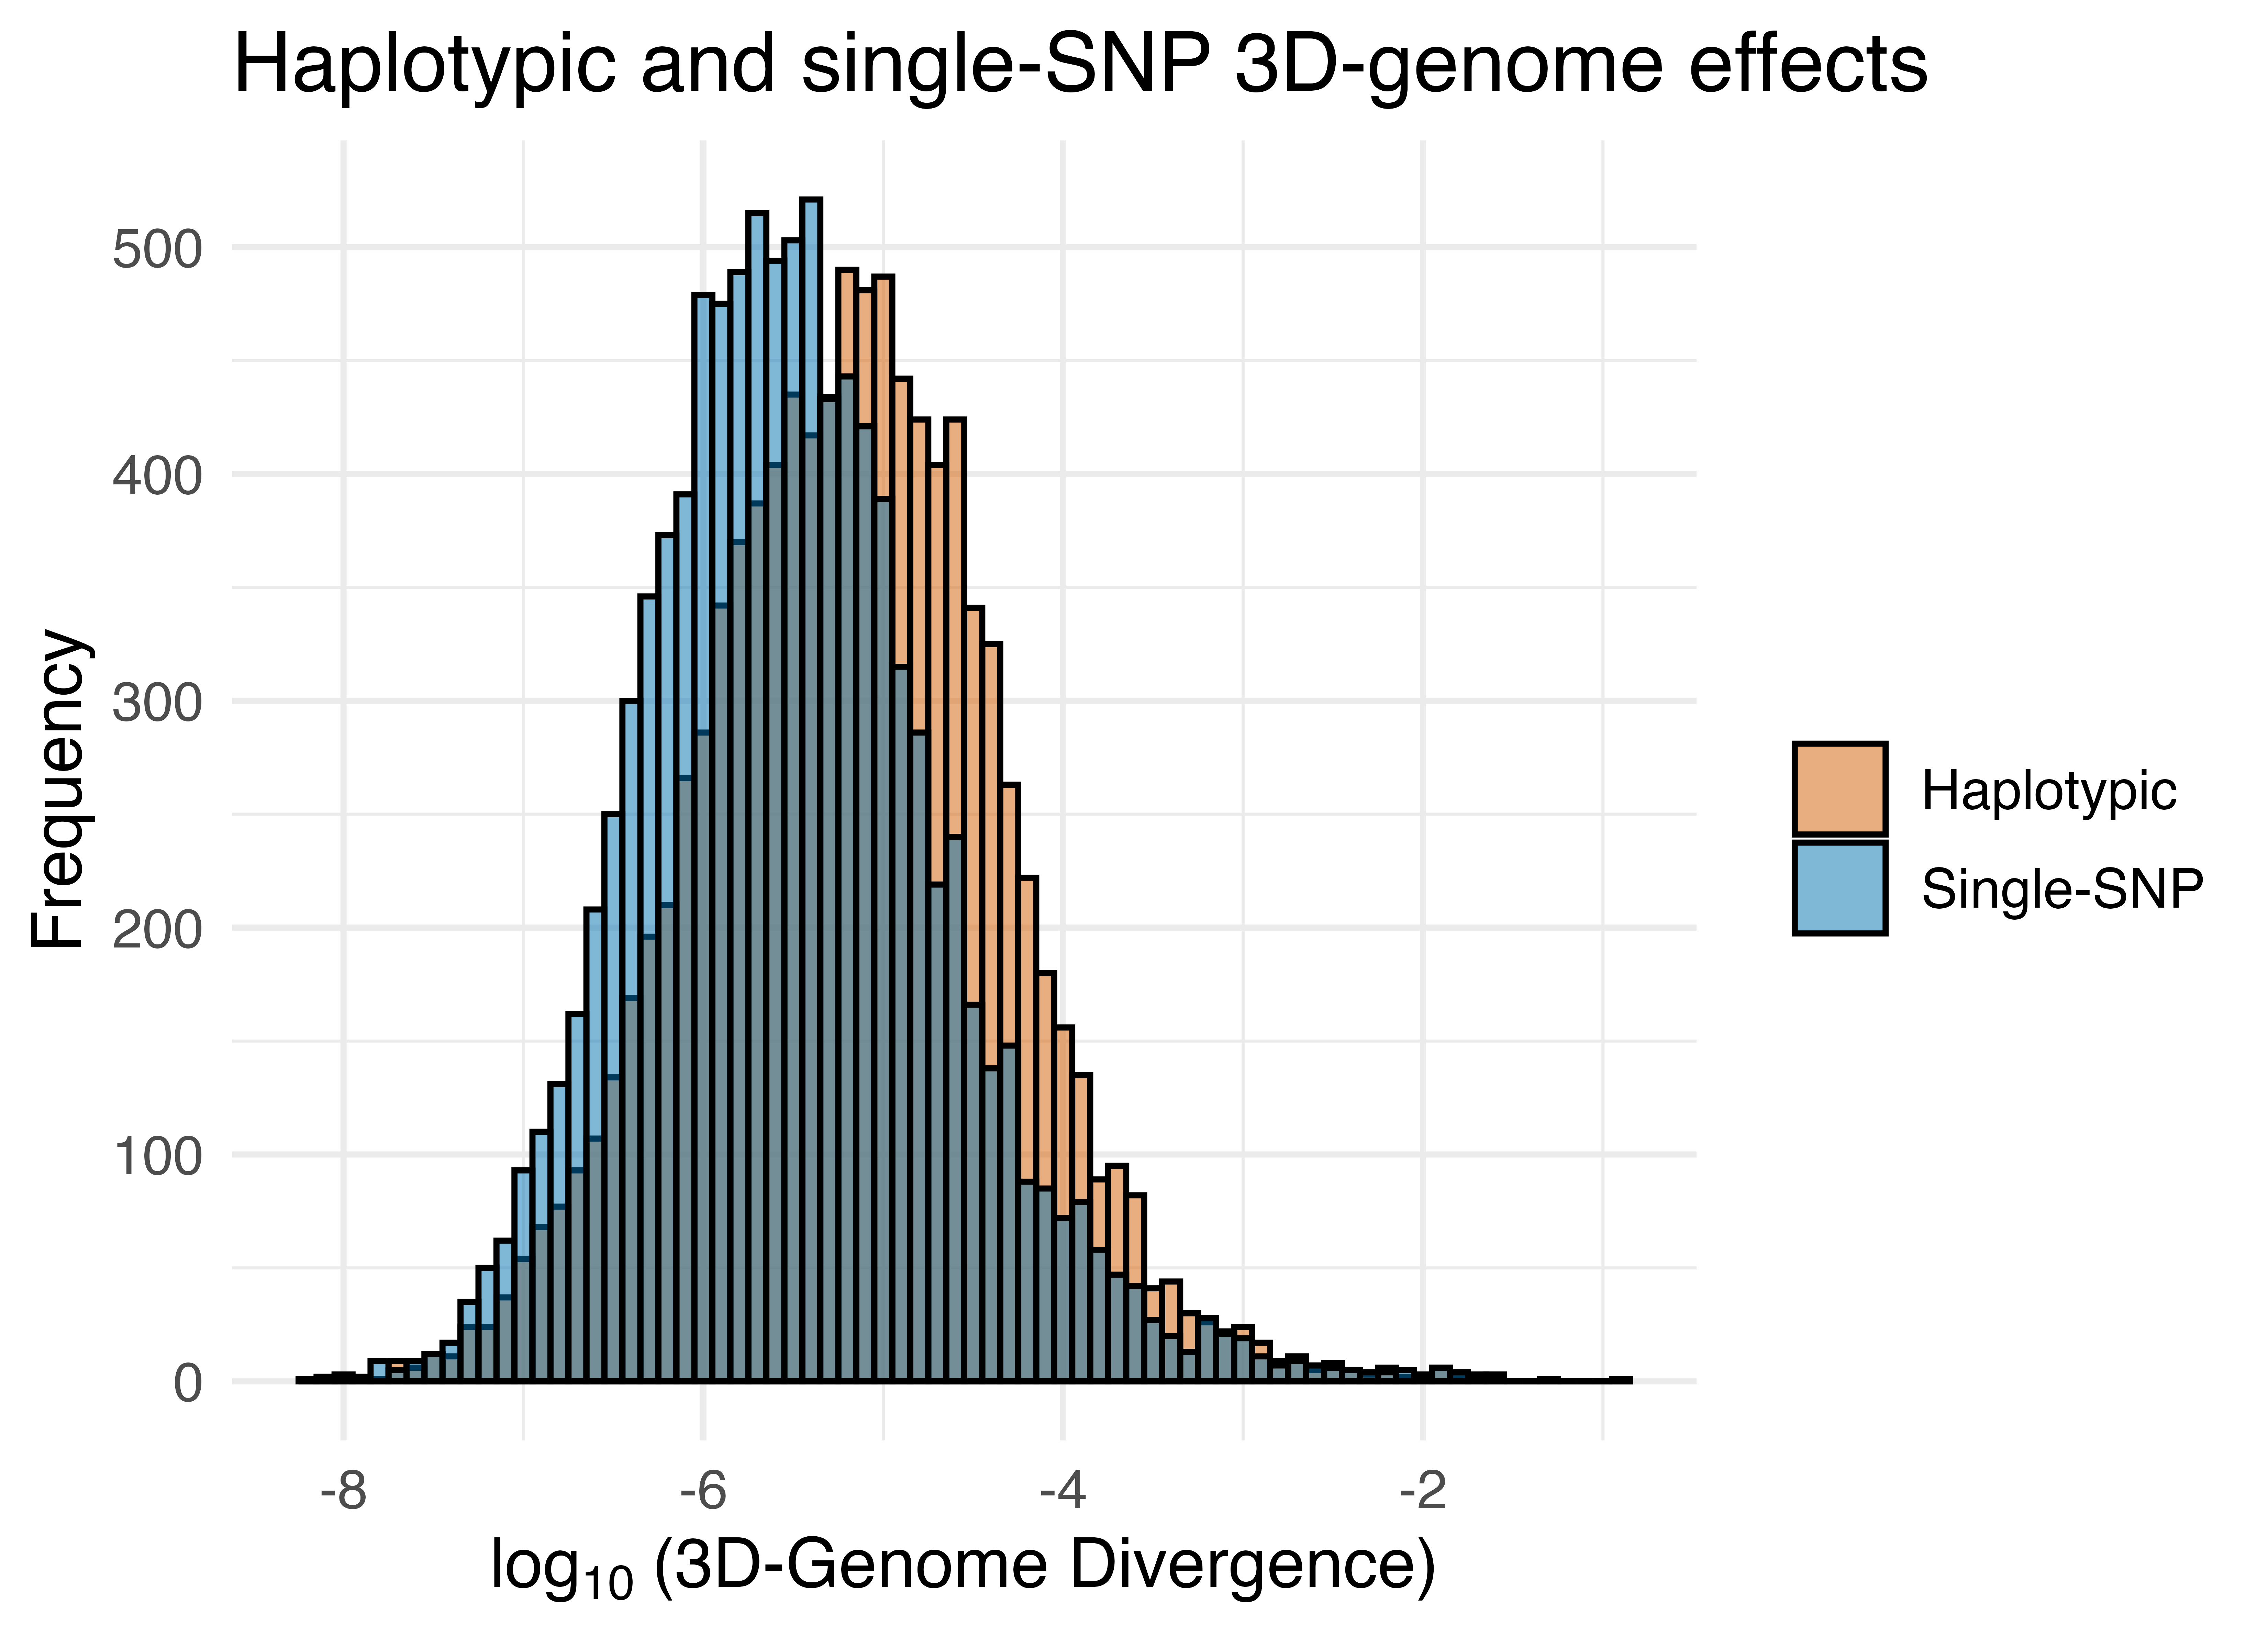 Haplotypic and single-SNP 3D-genome effects
Frequency
500
400
300
200
100
0
-8 -6 -4 -2
log₁₀ (3D-Genome Divergence)
Haplotypic
Single-SNP